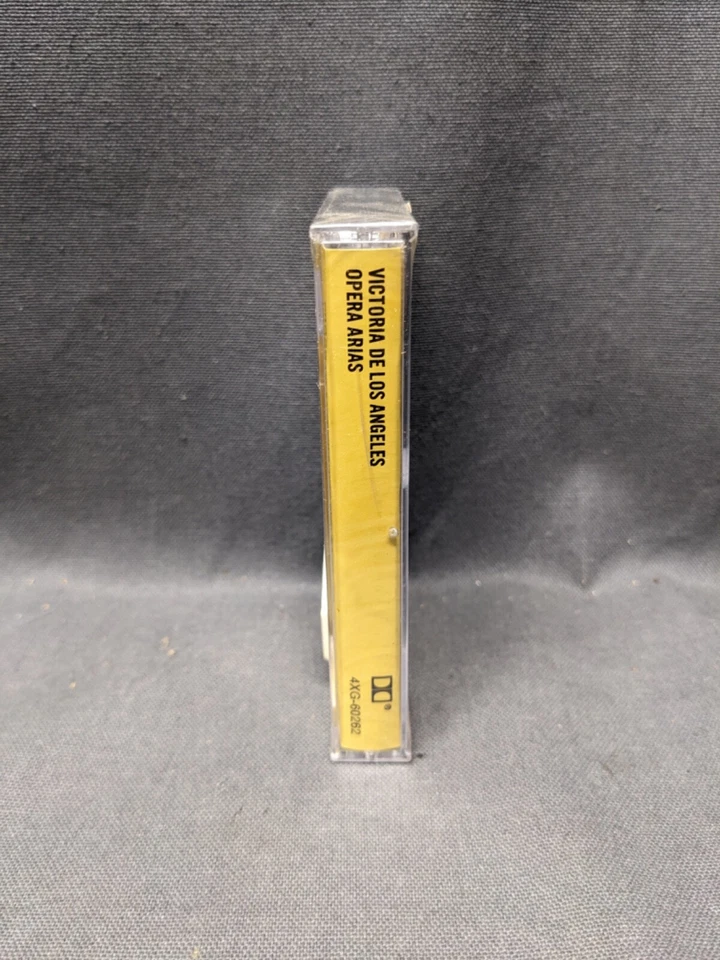 VICTORIA DE LOS ANGELES
OPERA ARIAS
®
4XG-60262